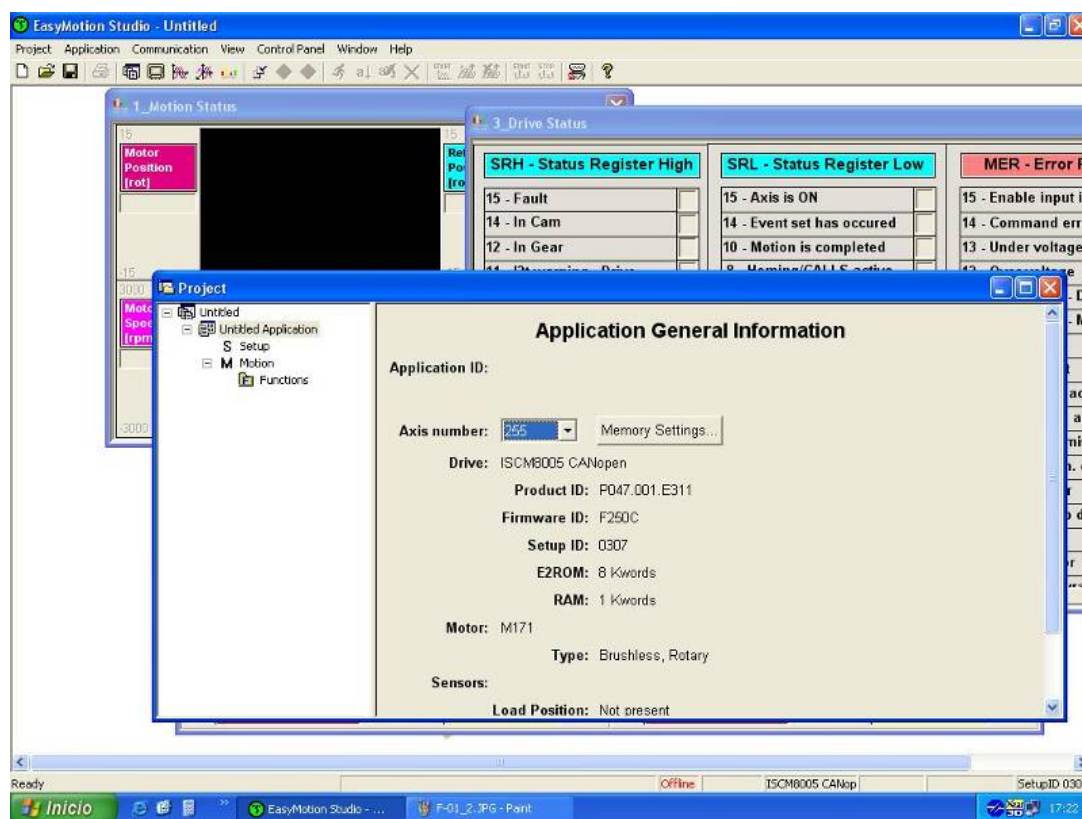 EasyMotion Studio - Untitled
Project Application Communication View Control Panel Window Help
1_Motion Status
15
Motor
Position
[rot]
-15
3000
-3000
15
3_Drive Status
SRH - Status Register High
15 - Fault
14 - In Cam
12 - In Gear
SRL - Status Register Low
15 - Axis is ON
14 - Event set has occured
10 - Motion is completed
MER - Error
15 - Enable input i
14 - Command err
13 - Under voltage
Project
Untitled
Untitled Application
S Setup
M Motion
Functions
Application General Information
Application ID:
Axis number: 255 Memory Settings...
Drive: ISCM8005 CANopen
Product ID: P047.001.E311
Firmware ID: F250C
Setup ID: 0307
E2ROM: 8 Kwords
RAM: 1 Kwords
Motor: M171
Type: Brushless, Rotary
Sensors:
Load Position: Not present
Ready Offline ISCM8005 CANop SetupID 030
Inicio EasyMotion Studio - ... F-01_2.JPG - Paint 17:22